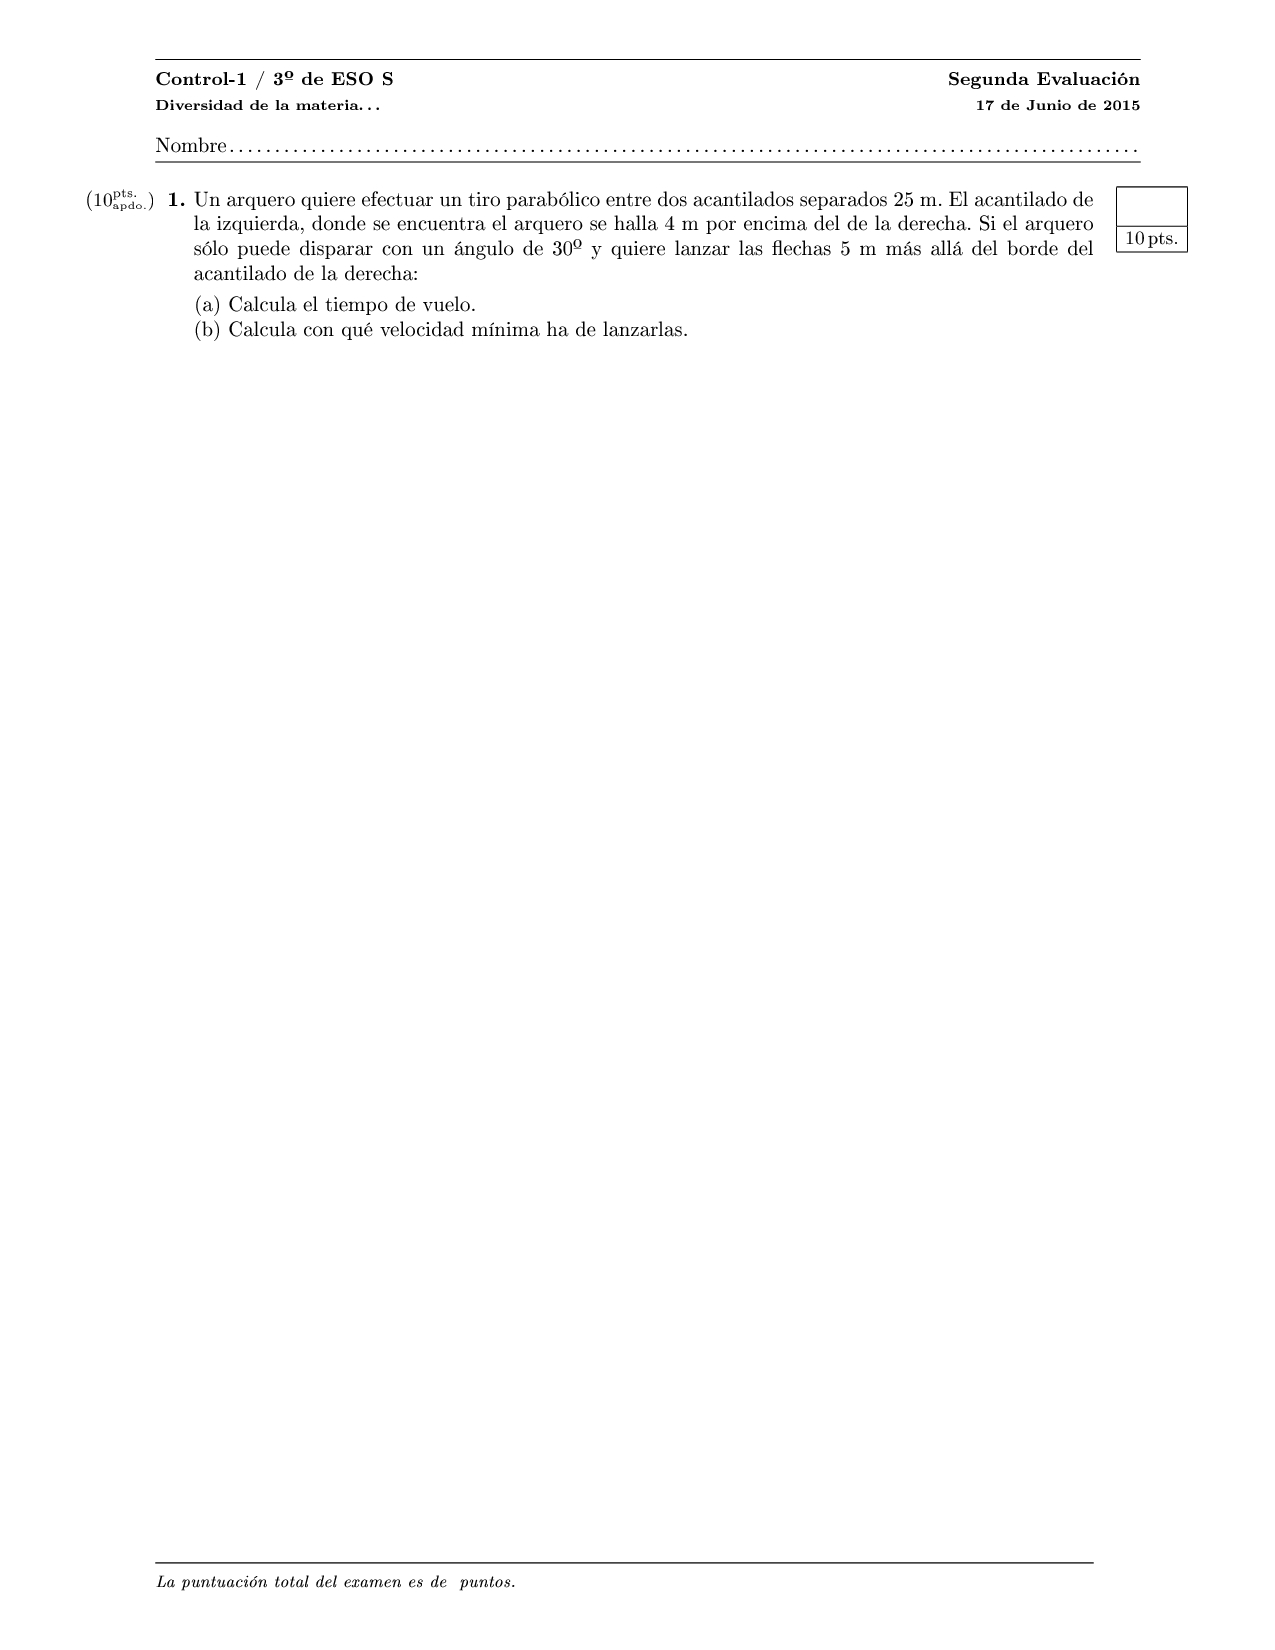 Control-1 / 3º de ESO S Segunda Evaluación
Diversidad de la materia... 17 de Junio de 2015
Nombre.....................................................................................................
(10 pts. apdo.) 1. Un arquero quiere efectuar un tiro parabólico entre dos acantilados separados 25 m. El acantilado de
la izquierda, donde se encuentra el arquero se halla 4 m por encima del de la derecha. Si el arquero
sólo puede disparar con un ángulo de 30º y quiere lanzar las flechas 5 m más allá del borde del
acantilado de la derecha:
10 pts.
(a) Calcula el tiempo de vuelo.
(b) Calcula con qué velocidad mínima ha de lanzarlas.
La puntuación total del examen es de puntos.